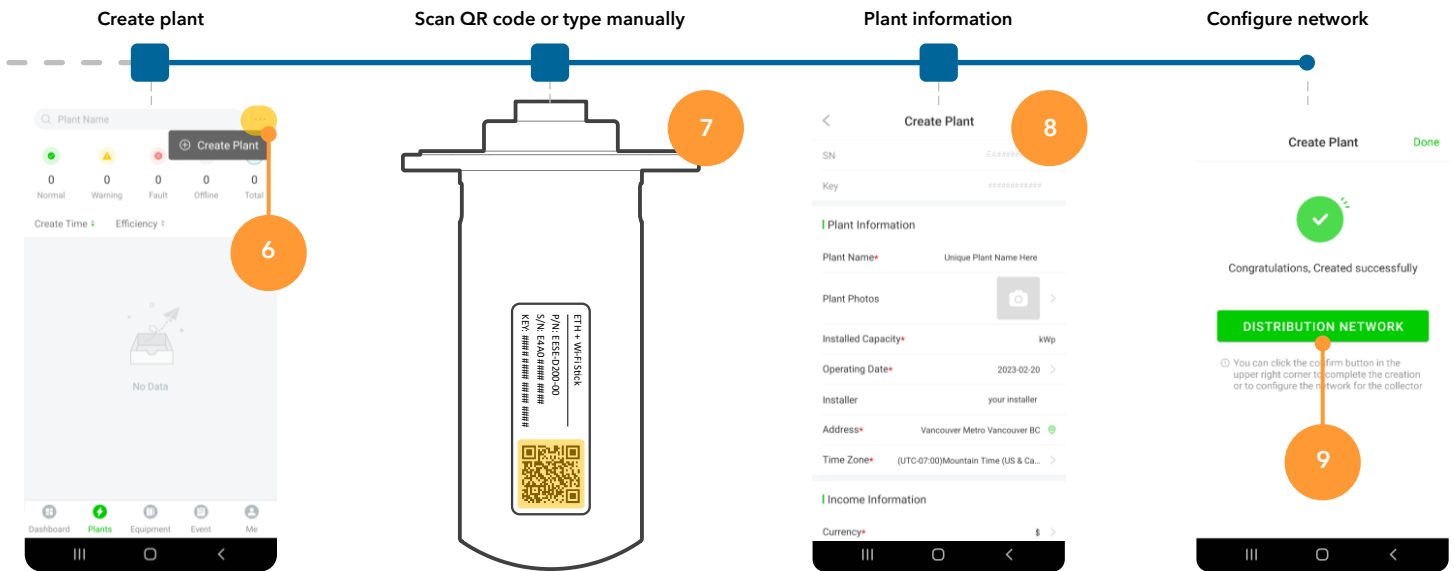 Create plant
Scan QR code or type manually
Plant information
Configure network
Plant Name
...
Create Plant
0 0 0 0 0
Normal Warning Fault Offline Total
Create Time Efficiency
6
No Data
Dashboard Plants Equipment Event Me
7
ETH + Wi-Fi Stick
P/N: EESE-D200-00
S/N: E4A0 #### ####
KEY: #### #### #### ####
Create Plant
8
SN EA##########
Key ############
Plant Information
Plant Name* Unique Plant Name Here
Plant Photos
Installed Capacity* kWp
Operating Date* 2023-02-20
Installer your installer
Address* Vancouver Metro Vancouver BC
Time Zone* (UTC-07:00)Mountain Time (US & Ca...
Income Information
Currency* $
Create Plant Done
Congratulations, Created successfully
DISTRIBUTION NETWORK
You can click the confirm button in the
upper right corner to complete the creation
or to configure the network for the collector
9